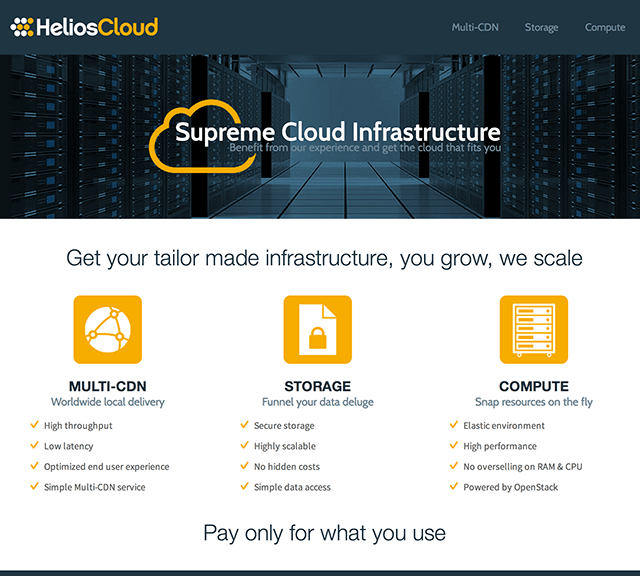 HeliosCloud
Multi-CDN Storage Compute
Supreme Cloud Infrastructure
Benefit from our experience and get the cloud that fits you
Get your tailor made infrastructure, you grow, we scale
MULTI-CDN
Worldwide local delivery
High throughput
Low latency
Optimized end user experience
Simple Multi-CDN service
STORAGE
Funnel your data deluge
Secure storage
Highly scalable
No hidden costs
Simple data access
COMPUTE
Snap resources on the fly
Elastic environment
High performance
No overselling on RAM & CPU
Powered by OpenStack
Pay only for what you use